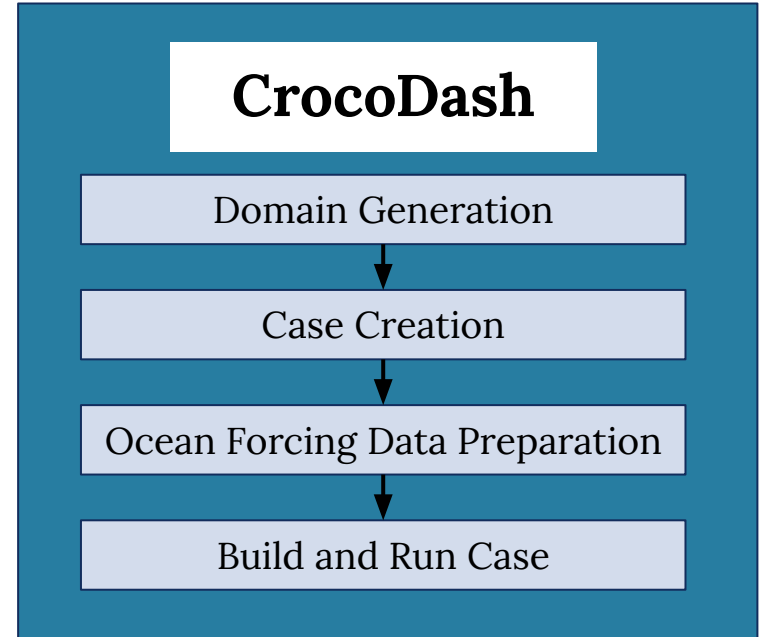 CrocoDash
Domain Generation
Case Creation
Ocean Forcing Data Preparation
Build and Run Case